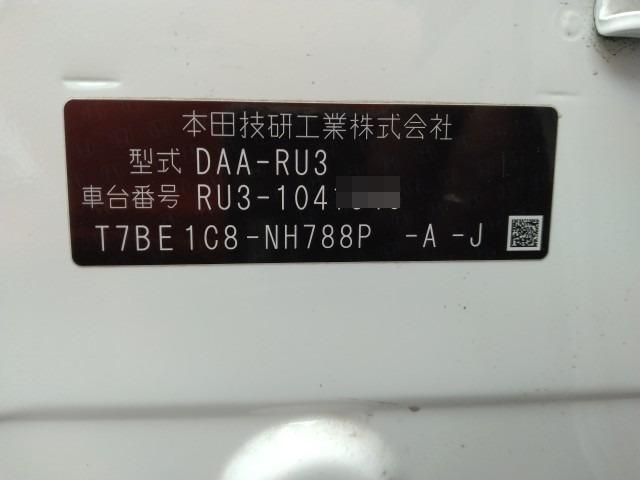 本田技研工業株式会社
型式 DAA-RU3
車台番号 RU3-1041
T7BE1C8-NH788P -A -J